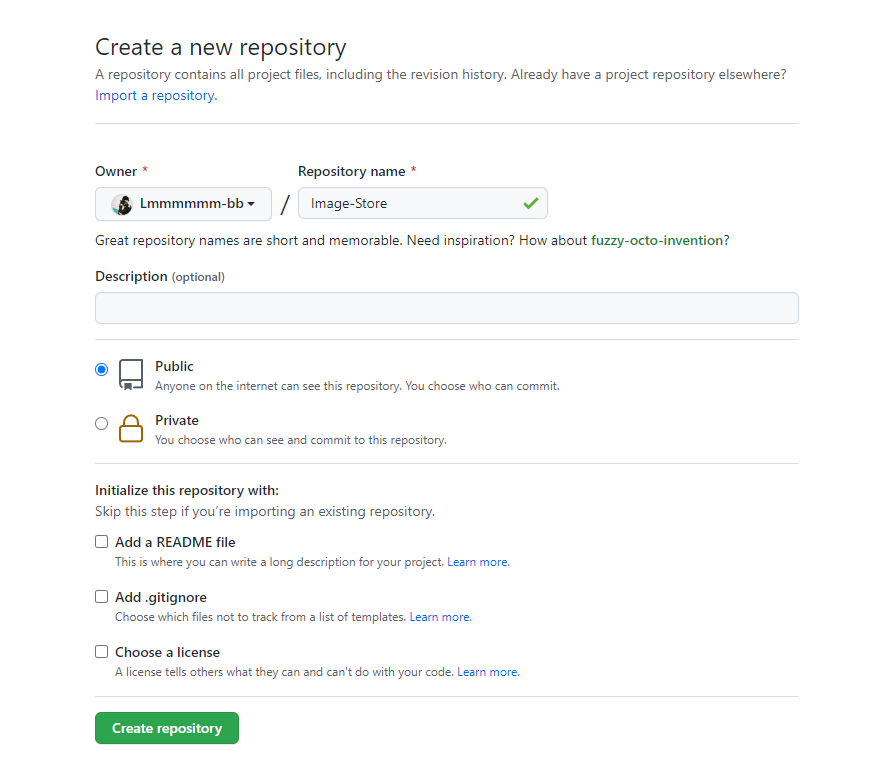 Create a new repository
A repository contains all project files, including the revision history. Already have a project repository elsewhere?
Import a repository.
Owner *
Repository name *
Lmmmmmm-bb
/
Image-Store
Great repository names are short and memorable. Need inspiration? How about fuzzy-octo-invention?
Description (optional)
Public
Anyone on the internet can see this repository. You choose who can commit.
Private
You choose who can see and commit to this repository.
Initialize this repository with:
Skip this step if you’re importing an existing repository.
Add a README file
This is where you can write a long description for your project. Learn more.
Add .gitignore
Choose which files not to track from a list of templates. Learn more.
Choose a license
A license tells others what they can and can't do with your code. Learn more.
Create repository